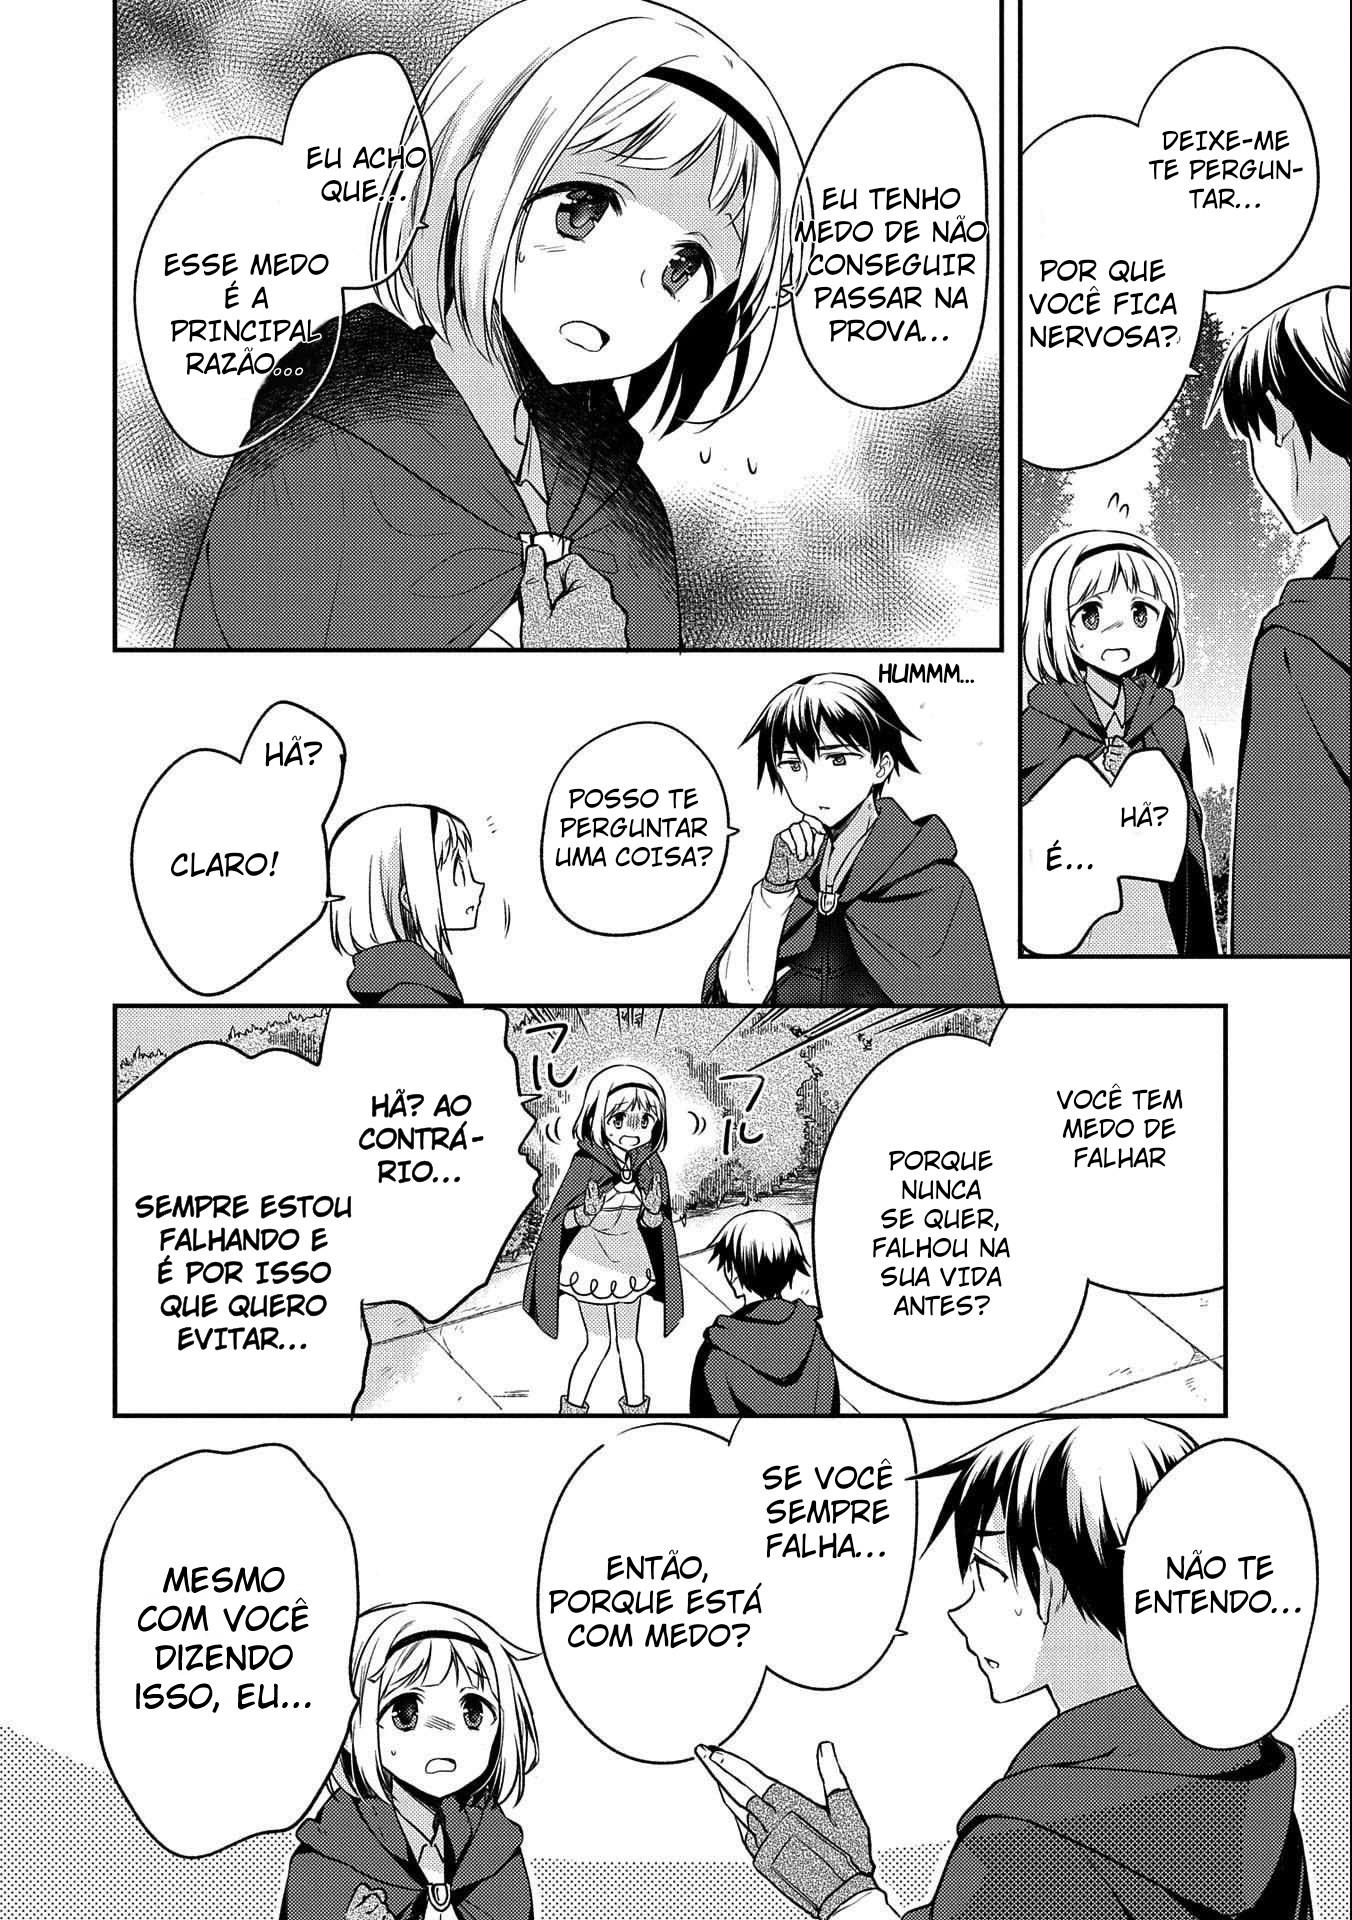 DEIXE-ME
TE PERGUN-
TAR...
POR QUE
VOCÊ FICA
NERVOSA?
HÃ?
É...
EU TENHO
MEDO DE NÃO
CONSEGUIR
PASSAR NA
PROVA...
EU ACHO
QUE...
ESSE MEDO
É A
PRINCIPAL
RAZÃO...
HUMMM...
POSSO TE
PERGUNTAR
UMA COISA?
HÃ?
CLARO!
VOCÊ TEM
MEDO DE
FALHAR
PORQUE
NUNCA
SE QUER,
FALHOU NA
SUA VIDA
ANTES?
フル
フル
HÃ? AO
CONTRÁ-
RIO...
SEMPRE ESTOU
FALHANDO E
É POR ISSO
QUE QUERO
EVITAR...
NÃO TE
ENTENDO...
SE VOCÊ
SEMPRE
FALHA...
ENTÃO,
PORQUE ESTÁ
COM MEDO?
MESMO
COM VOCÊ
DIZENDO
ISSO, EU...